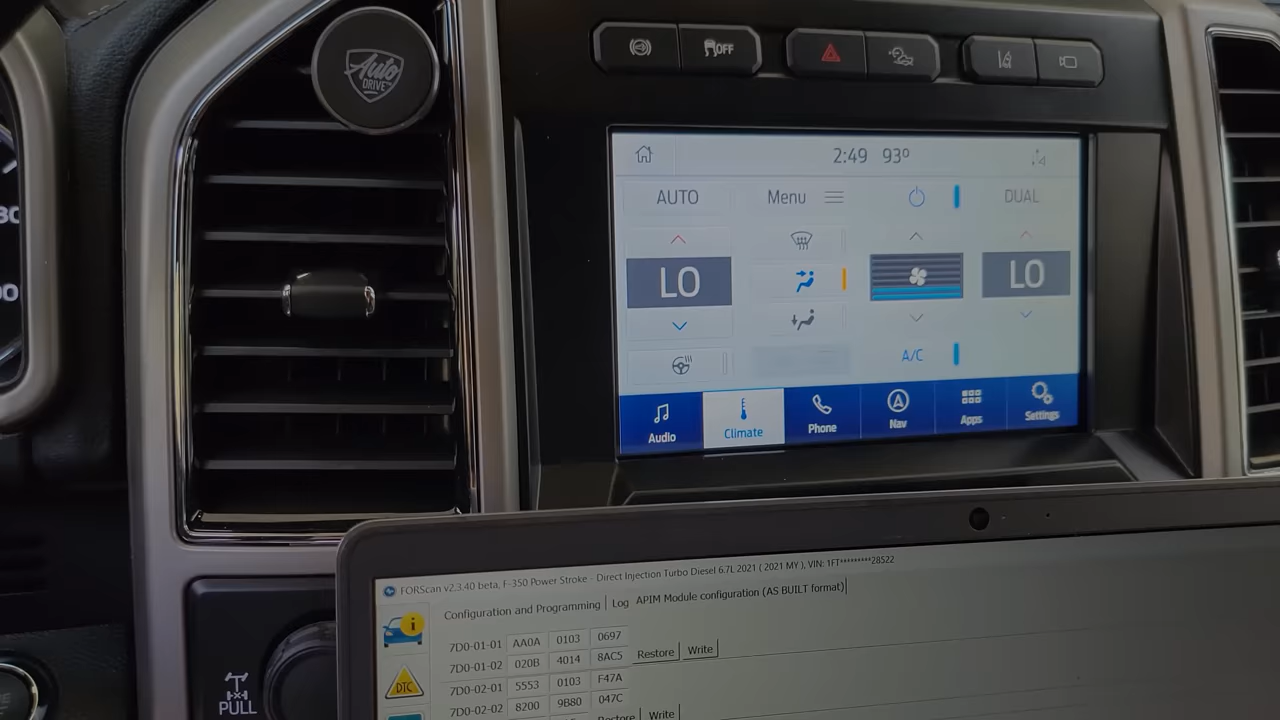 Auto
DRIVE
OFF
2:49 93°
AUTO
Menu
DUAL
LO
LO
A/C
Audio
Climate
Phone
Nav
Apps
Settings
PULL
FORScan v2.3.40 beta, F-350 Power Stroke - Direct Injection Turbo Diesel 6.7L 2021 ( 2021 MY ), VIN: 1FT*********28522
Configuration and Programming Log APIM Module configuration (AS BUILT format)
7D0-01-01 AA0A 0103 0697
7D0-01-02 020B 4014 8AC5 Restore Write
7D0-02-01 5553 0103 F47A
7D0-02-02 8200 9B80 047C
Restore Write
DTC